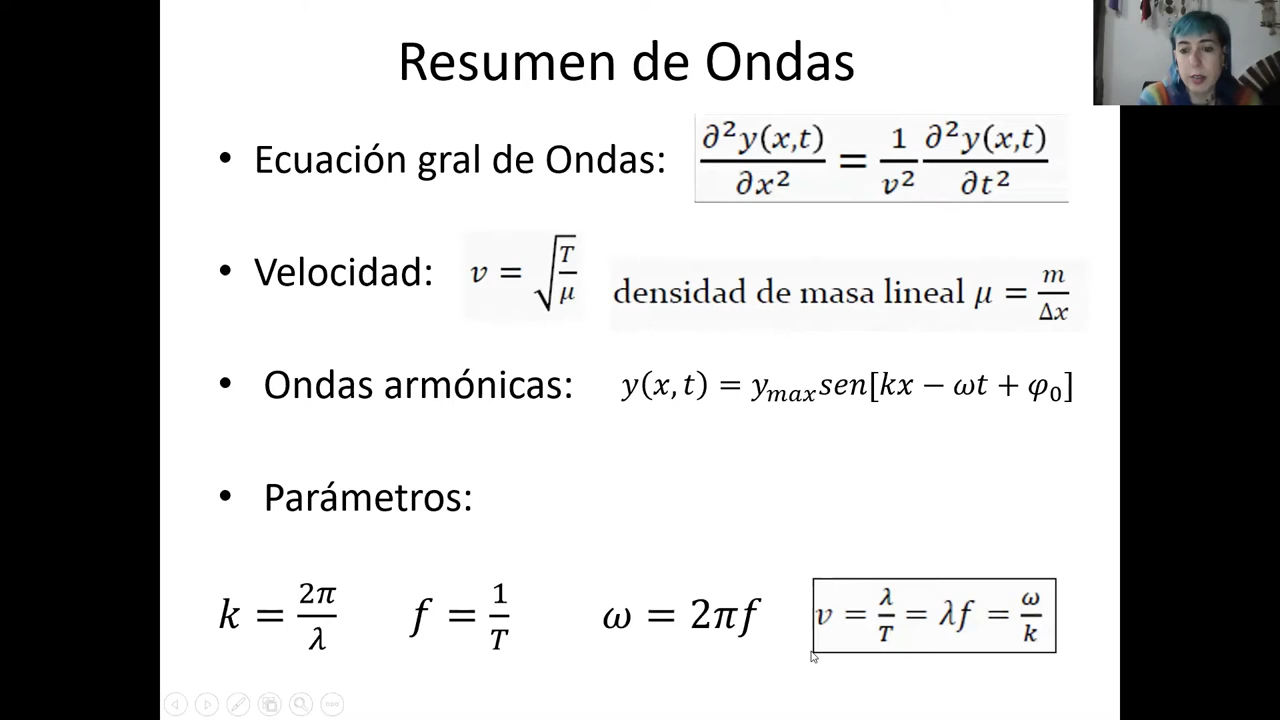 Resumen de Ondas
• Ecuación gral de Ondas: ∂²y(x,t)/∂x² = 1/v² ∂²y(x,t)/∂t²
• Velocidad: v = √(T/μ) densidad de masa lineal μ = m/Δx
• Ondas armónicas: y(x, t) = y_max sen[kx − ωt + φ₀]
• Parámetros:
k = 2π/λ f = 1/T ω = 2πf v = λ/T = λf = ω/k